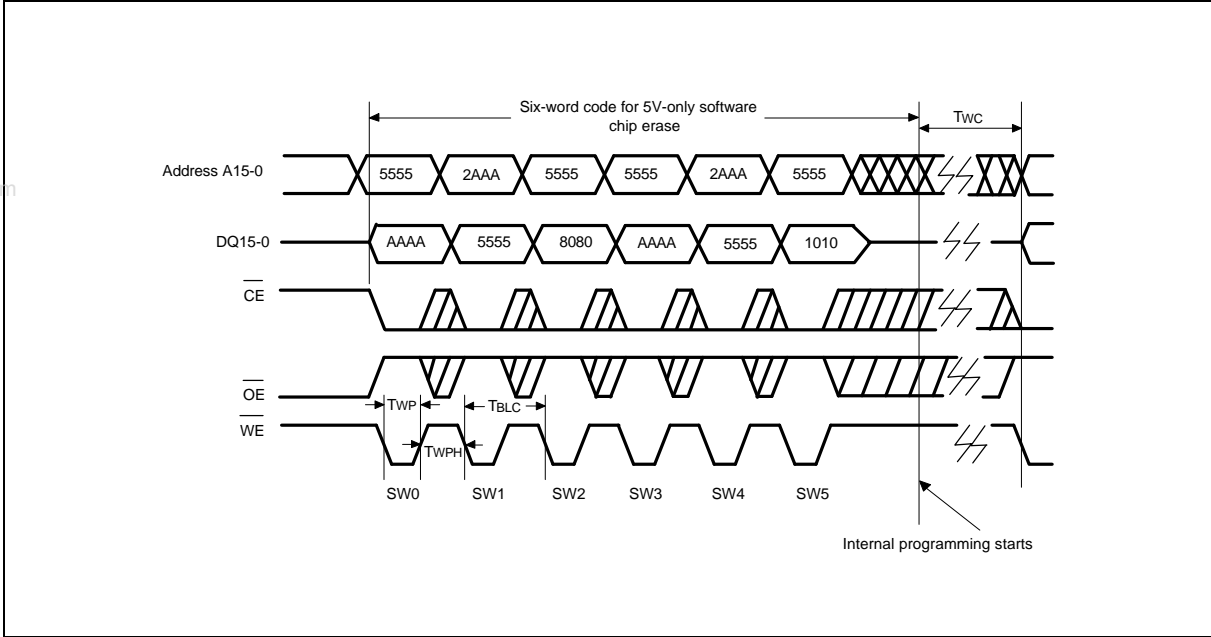 Six-word code for 5V-only software
chip erase
TWC
Address A15-0
5555 2AAA 5555 5555 2AAA 5555
m
DQ15-0
AAAA 5555 8080 AAAA 5555 1010
CE
OE
TWP
TBLC
WE
TWPH
SW0 SW1 SW2 SW3 SW4 SW5
Internal programming starts